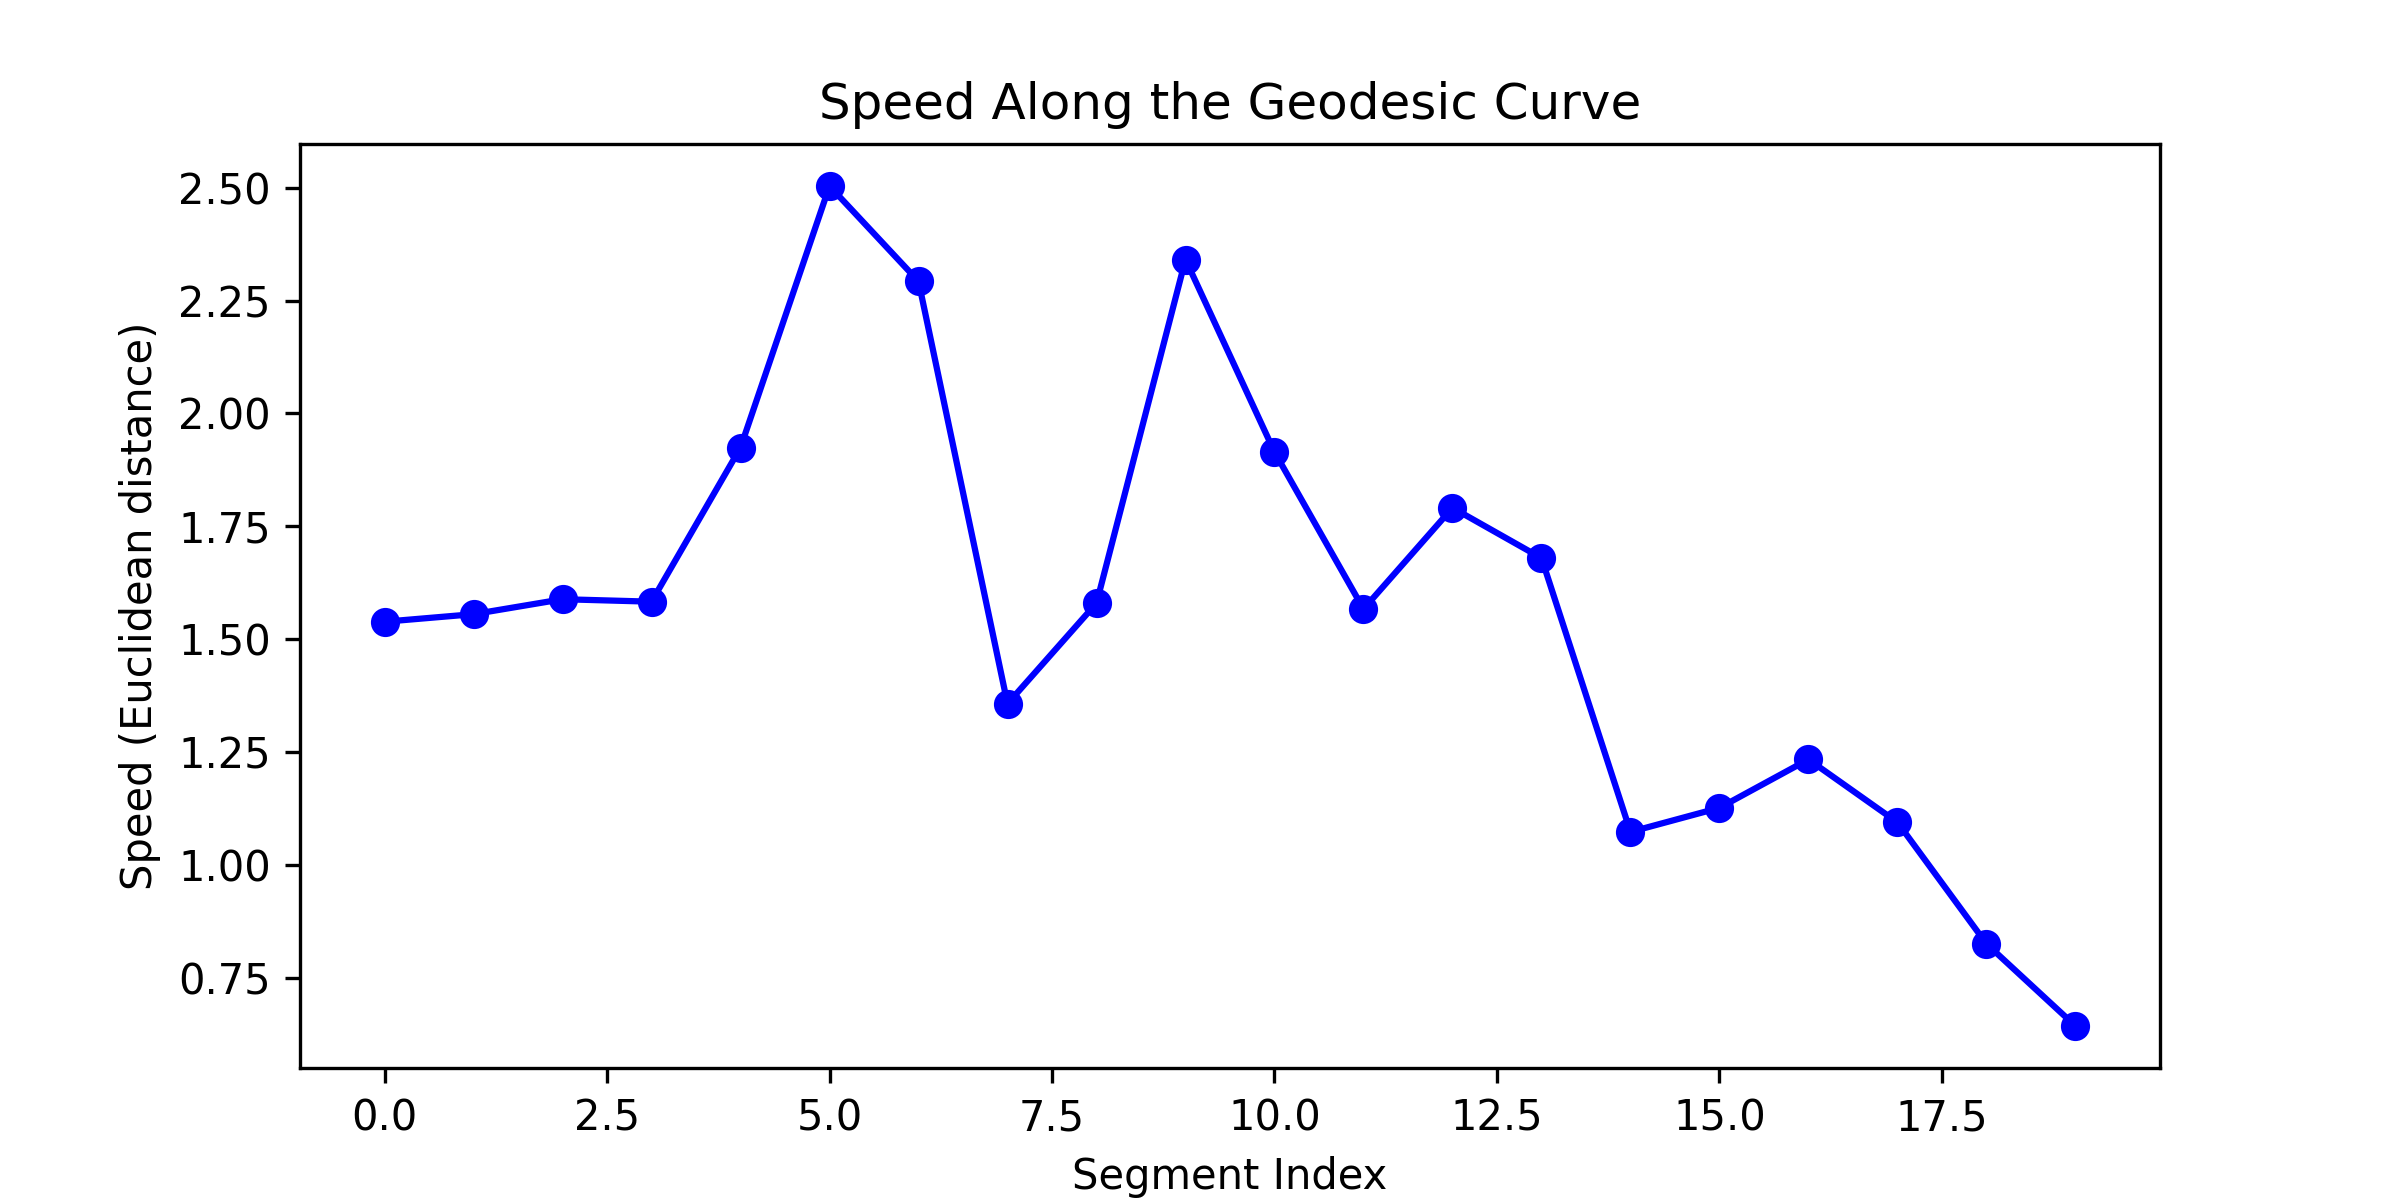 Speed Along the Geodesic Curve
Speed (Euclidean distance)
2.50
2.25
2.00
1.75
1.50
1.25
1.00
0.75
0.0 2.5 5.0 7.5 10.0 12.5 15.0 17.5
Segment Index